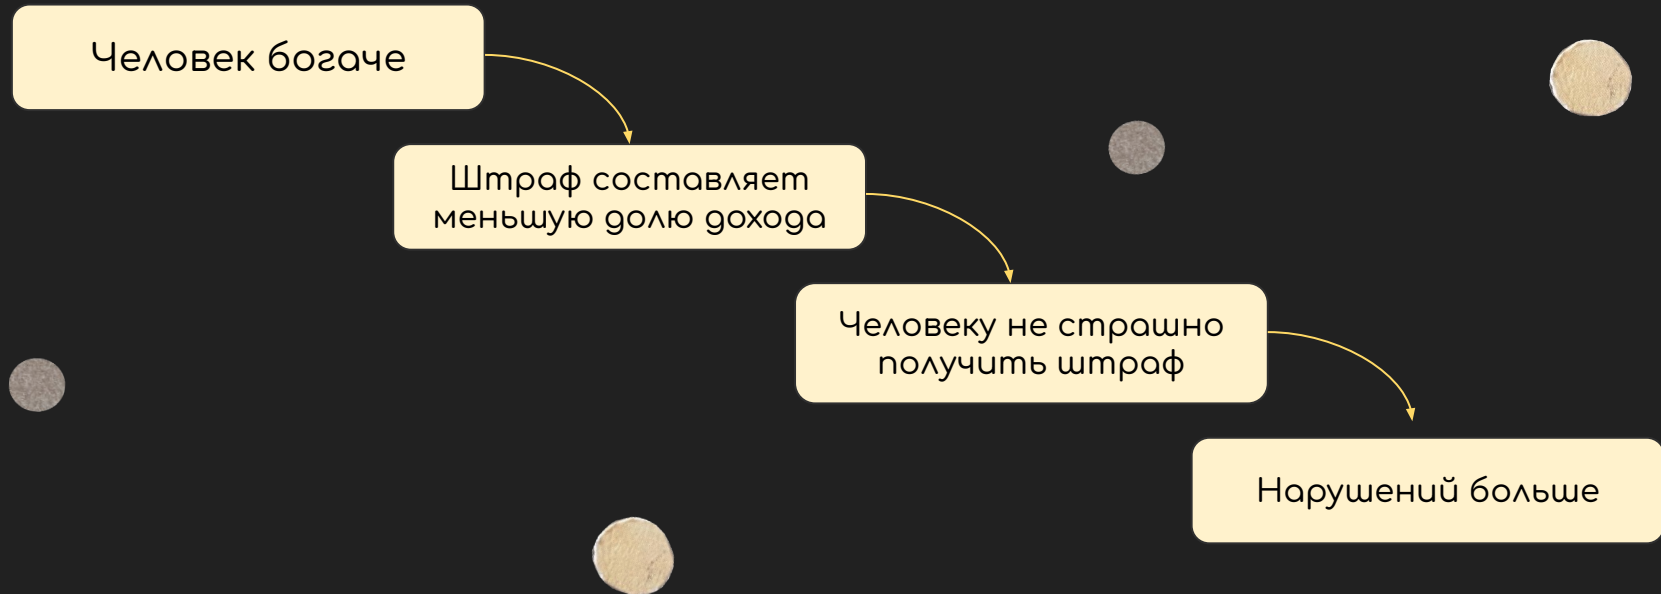 Человек богаче
Штраф составляет
меньшую долю дохода
Человеку не страшно
получить штраф
Нарушений больше